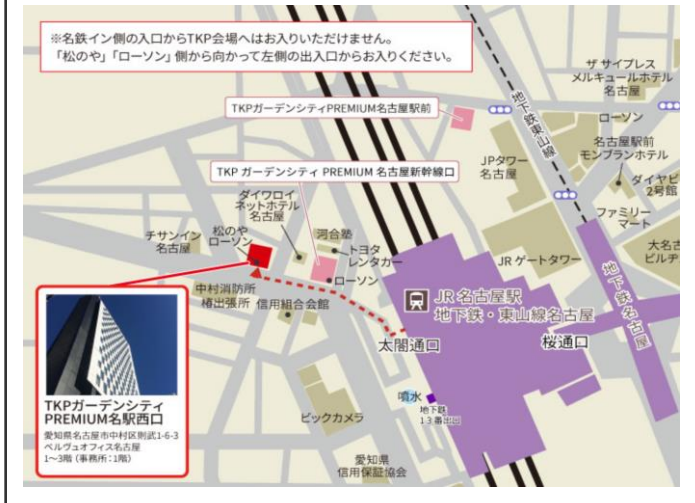 ※名鉄イン側の入口からTKP会場へはお入りいただけません。
「松のや」「ローソン」側から向かって左側の出入口からお入りください。
TKPガーデンシティPREMIUM名古屋駅前
TKP ガーデンシティ PREMIUM 名古屋新幹線口
ザ サイプレス
メルキュールホテル
名古屋
地下鉄東山線
ローソン
名古屋駅前
モンブランホテル
JPタワー
名古屋
ダイヤビ
2号館
ファミリー
マート
大名古
ビルヂ
JRゲートタワー
地下鉄名古屋
ダイワロイ
ネットホテル
名古屋
チサンイン
名古屋
松のや
ローソン
河合塾
トヨタ
レンタカー
ローソン
中村消防所
椿出張所
信用組合会館
JR名古屋駅
地下鉄・東山線名古屋
太閤通口
桜通口
噴水
地下鉄
13番出口
ビックカメラ
愛知県
信用保証協会
TKPガーデンシティ
PREMIUM名駅西口
愛知県名古屋市中村区則武1-6-3
ベルヴュオフィス名古屋
1~3階(事務所:1階)